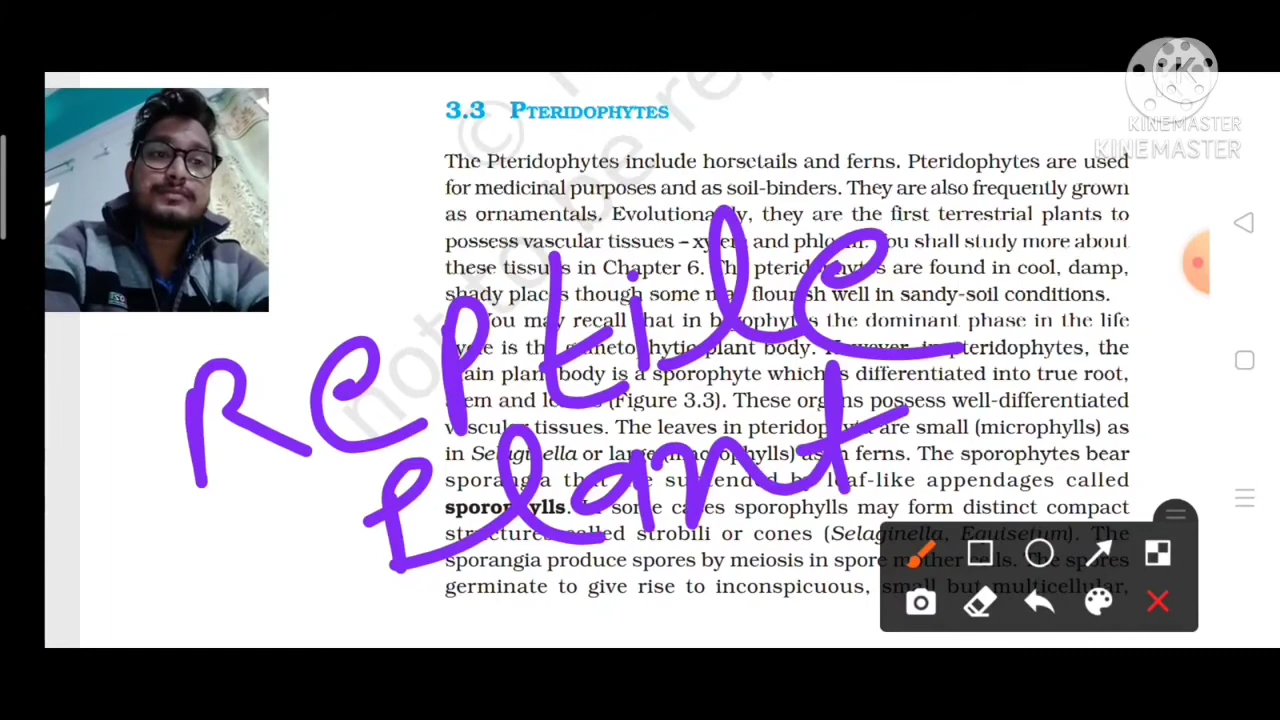 KINEMASTER
KINEMASTER
3.3 PTERIDOPHYTES
The Pteridophytes include horsetails and ferns. Pteridophytes are used
for medicinal purposes and as soil-binders. They are also frequently grown
as ornamentals. Evolutionarily, they are the first terrestrial plants to
possess vascular tissues – xylem and phloem. You shall study more about
these tissues in Chapter 6. The pteridophytes are found in cool, damp,
shady places though some may flourish well in sandy-soil conditions.
You may recall that in bryophytes the dominant phase in the life
cycle is the gametophytic plant body. However, in pteridophytes, the
main plant body is a sporophyte which is differentiated into true root,
stem and leaves (Figure 3.3). These organs possess well-differentiated
vascular tissues. The leaves in pteridophyta are small (microphylls) as
in Selaginella or large (macrophylls) as in ferns. The sporophytes bear
sporangia that are subtended by leaf-like appendages called
sporophylls. In some cases sporophylls may form distinct compact
structures called strobili or cones (Selaginella, Equisetum). The
sporangia produce spores by meiosis in spore mother cells. The spores
germinate to give rise to inconspicuous, small but multicellular,
Reptile
Plant
not to be re